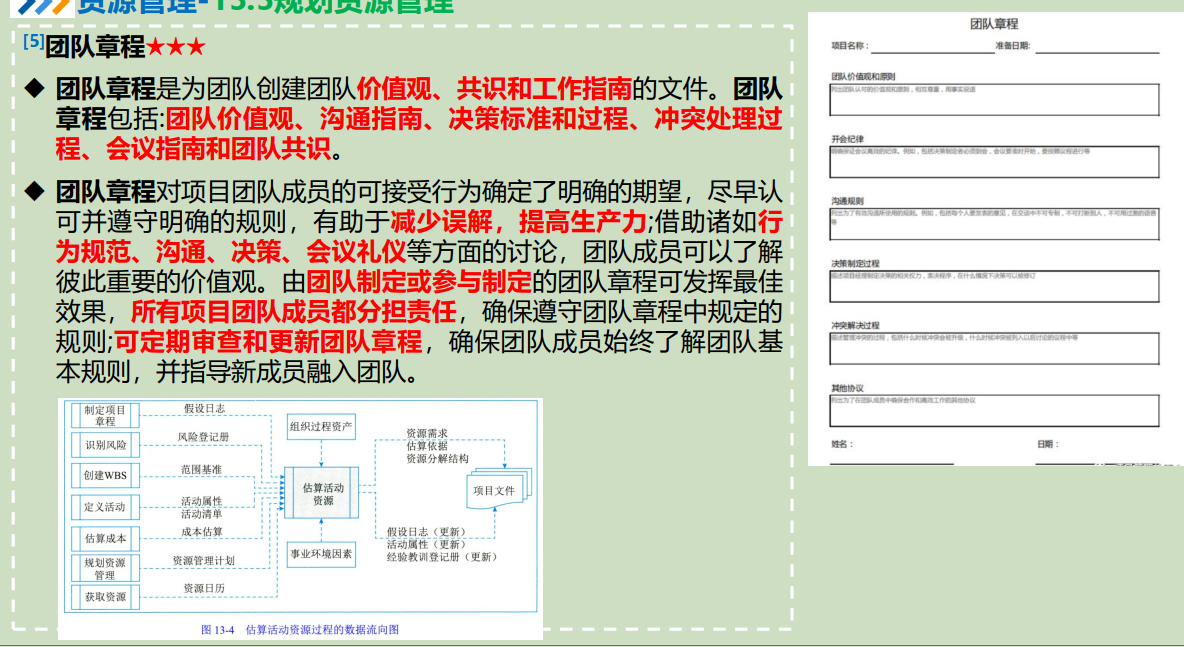 资源管理-13.3规划资源管理
[5]团队章程★★★
◆ 团队章程是为团队创建团队价值观、共识和工作指南的文件。团队
章程包括:团队价值观、沟通指南、决策标准和过程、冲突处理过
程、会议指南和团队共识。
◆ 团队章程对项目团队成员的可接受行为确定了明确的期望，尽早认
可并遵守明确的规则，有助于减少误解，提高生产力;借助诸如行
为规范、沟通、决策、会议礼仪等方面的讨论，团队成员可以了解
彼此重要的价值观。由团队制定或参与制定的团队章程可发挥最佳
效果，所有项目团队成员都分担责任，确保遵守团队章程中规定的
规则;可定期审查和更新团队章程，确保团队成员始终了解团队基
本规则，并指导新成员融入团队。
制定项目
章程
假设日志
识别风险
风险登记册
创建WBS
范围基准
定义活动
活动属性
活动清单
估算成本
成本估算
规划资源
管理
资源管理计划
获取资源
资源日历
组织过程资产
估算活动
资源
事业环境因素
资源需求
估算依据
资源分解结构
项目文件
假设日志（更新）
活动属性（更新）
经验教训登记册（更新）
图 13-4 估算活动资源过程的数据流向图
团队章程
项目名称：
准备日期:
团队价值观和原则
列出团队认可的价值观和原则，相互尊重，用事实说话
开会纪律
明确保证会议高效的纪律。例如，包括决策制定者必须到会，会议要准时开始，要按照议程进行等
沟通规则
列出为了有效沟通所使用的规则。例如，包括每个人要发表的意见，在交谈中不可专制，不可打断别人，不可用过激的语言
等
决策制定过程
描述项目经理制定决策的相关权力，表决程序，在什么情况下决策可以被修订
冲突解决过程
描述管理冲突的过程，包括什么时候冲突会被升级，什么时候冲突被列入以后讨论的议程中等
其他协议
列出为了在团队成员中确保合作和高效工作的其他协议
姓名：
日期：